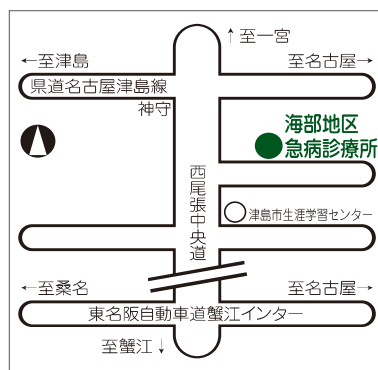 ↑至一宮
←至津島
至名古屋→
県道名古屋津島線
神守
海部地区
急病診療所
西尾張中央道
津島市生涯学習センター
←至桑名
至名古屋→
東名阪自動車道蟹江インター
至蟹江↓